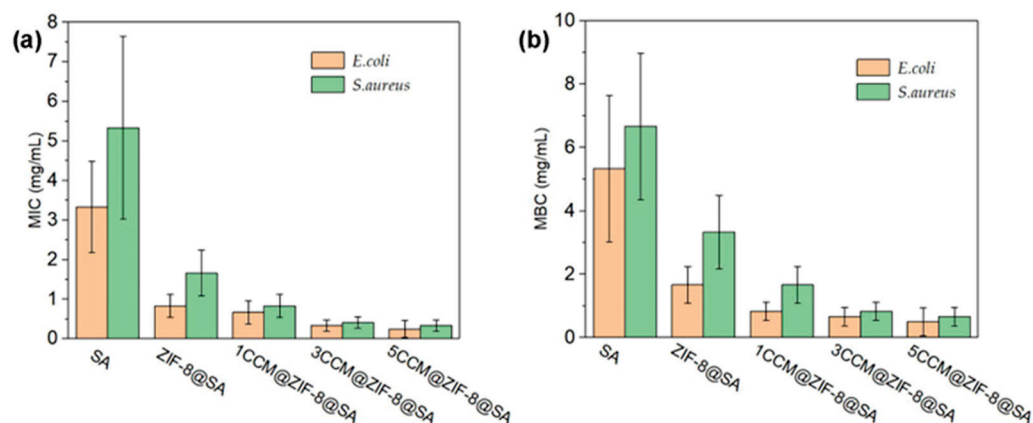 (a)
MIC (mg/mL)
8
7
6
5
4
3
2
1
0
E.coli
S.aureus
SA
ZIF-8@SA
1CCM@ZIF-8@SA
3CCM@ZIF-8@SA
5CCM@ZIF-8@SA
(b)
MBC (mg/mL)
10
8
6
4
2
0
E.coli
S.aureus
SA
ZIF-8@SA
1CCM@ZIF-8@SA
3CCM@ZIF-8@SA
5CCM@ZIF-8@SA